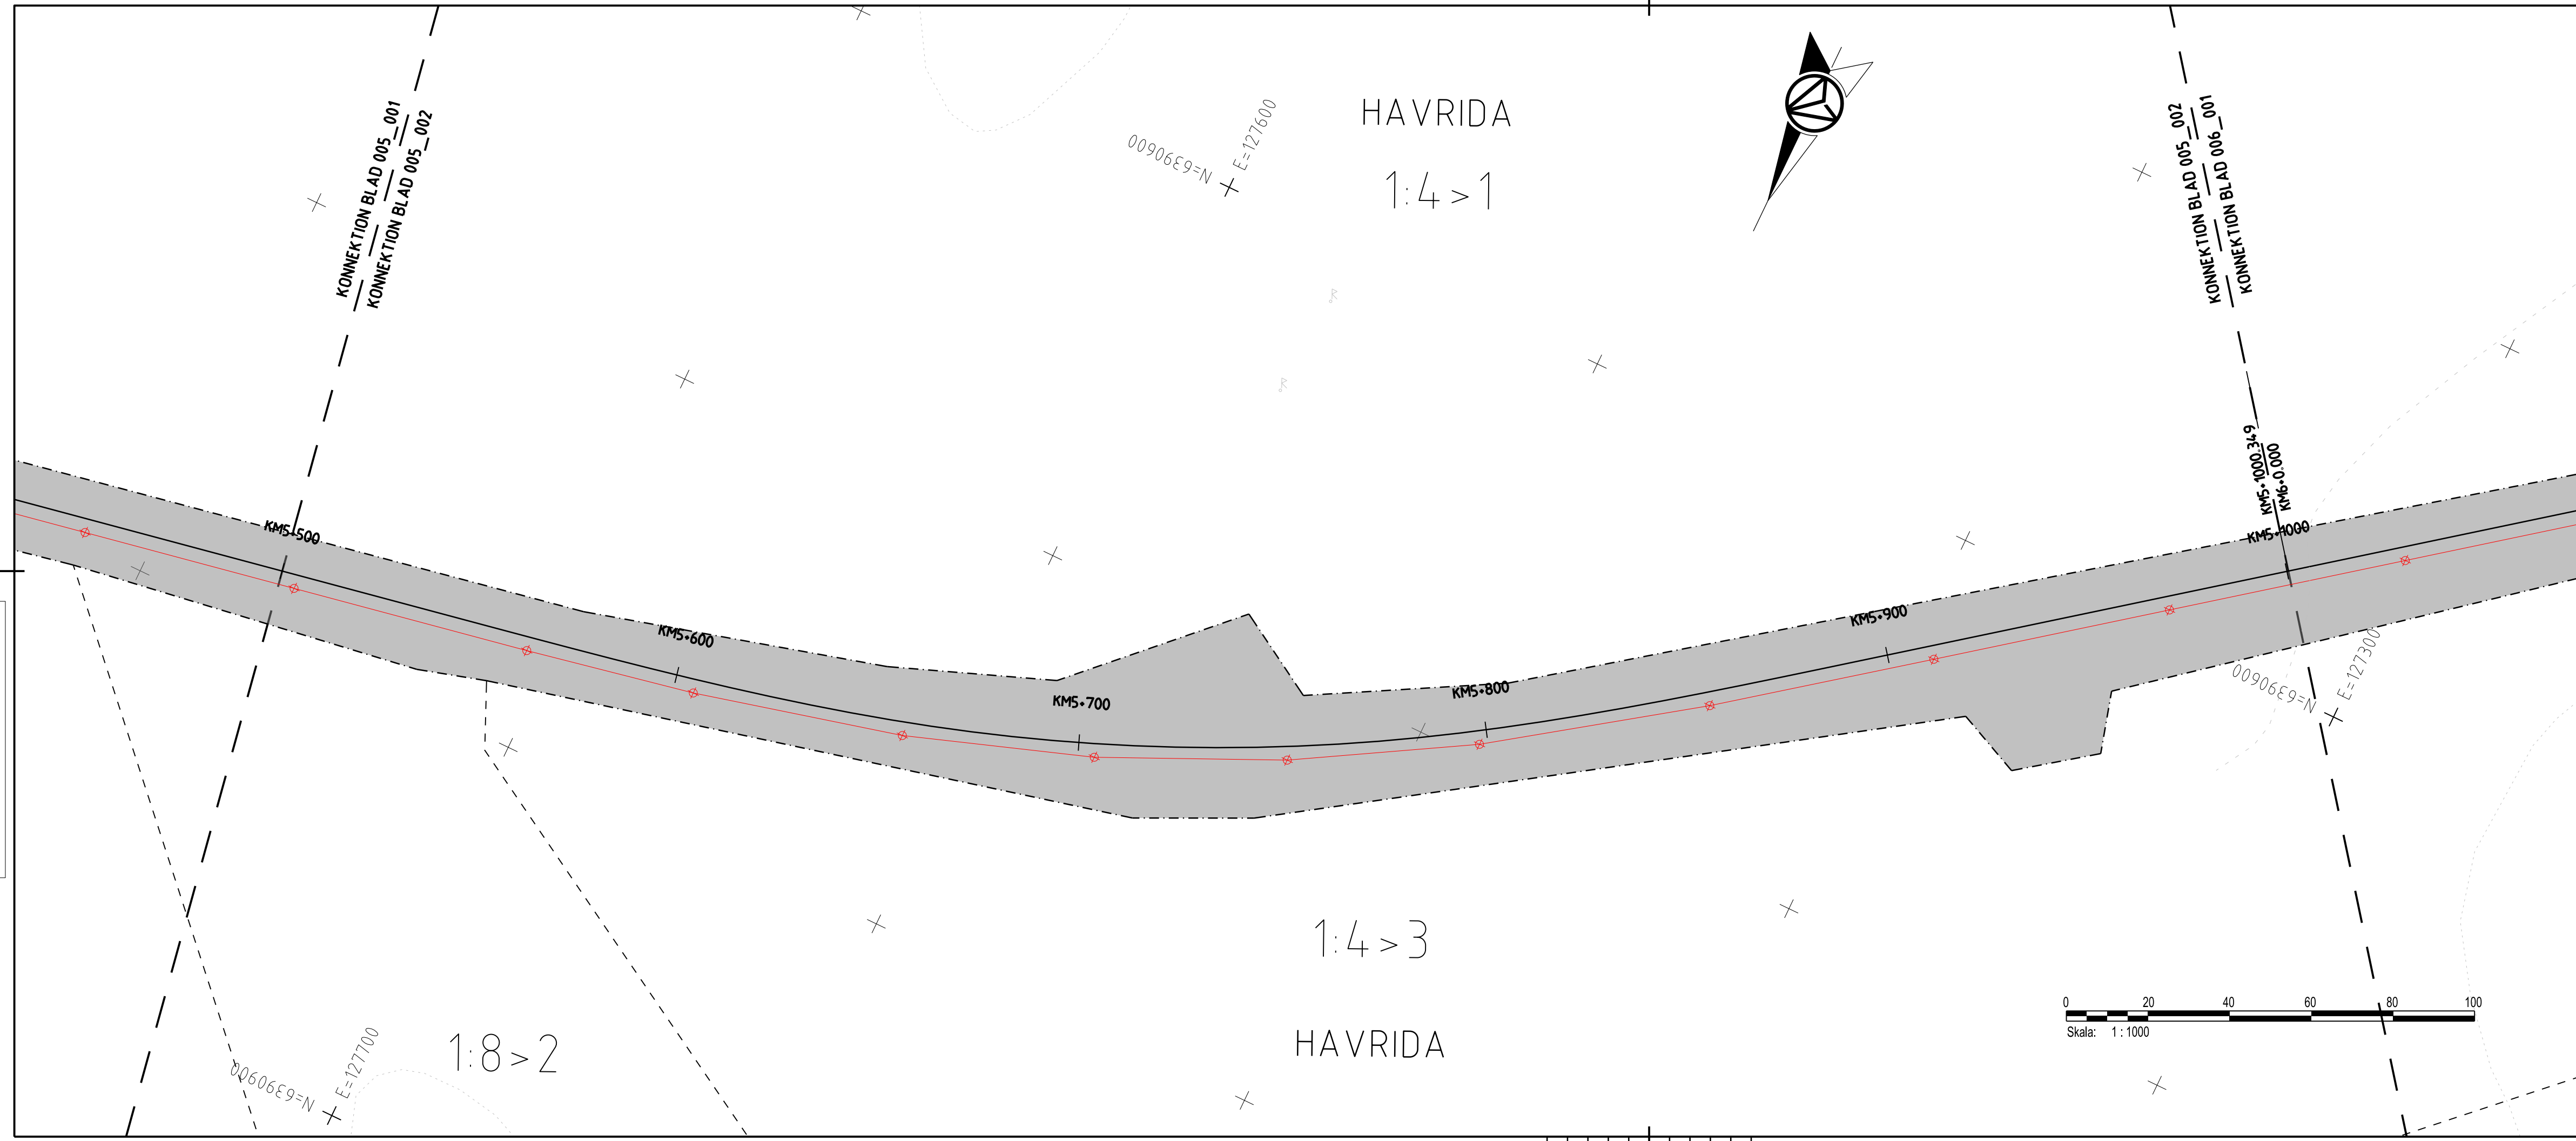 KONNEKTION BLAD 005_001
KONNEKTION BLAD 005_002
N=6390600
E=127600
HAVRIDA
1:4>1
KONNEKTION BLAD 005_002
KONNEKTION BLAD 006_001
KM5+1000.349
KM6+0.000
KM5+500
KM5+600
KM5+700
KM5+800
KM5+900
KM5+1000
N=6390600
E=127300
1:4>3
HAVRIDA
1:8>2
N=6390900
E=127700
0 20 40 60 80 100
Skala: 1 : 1000